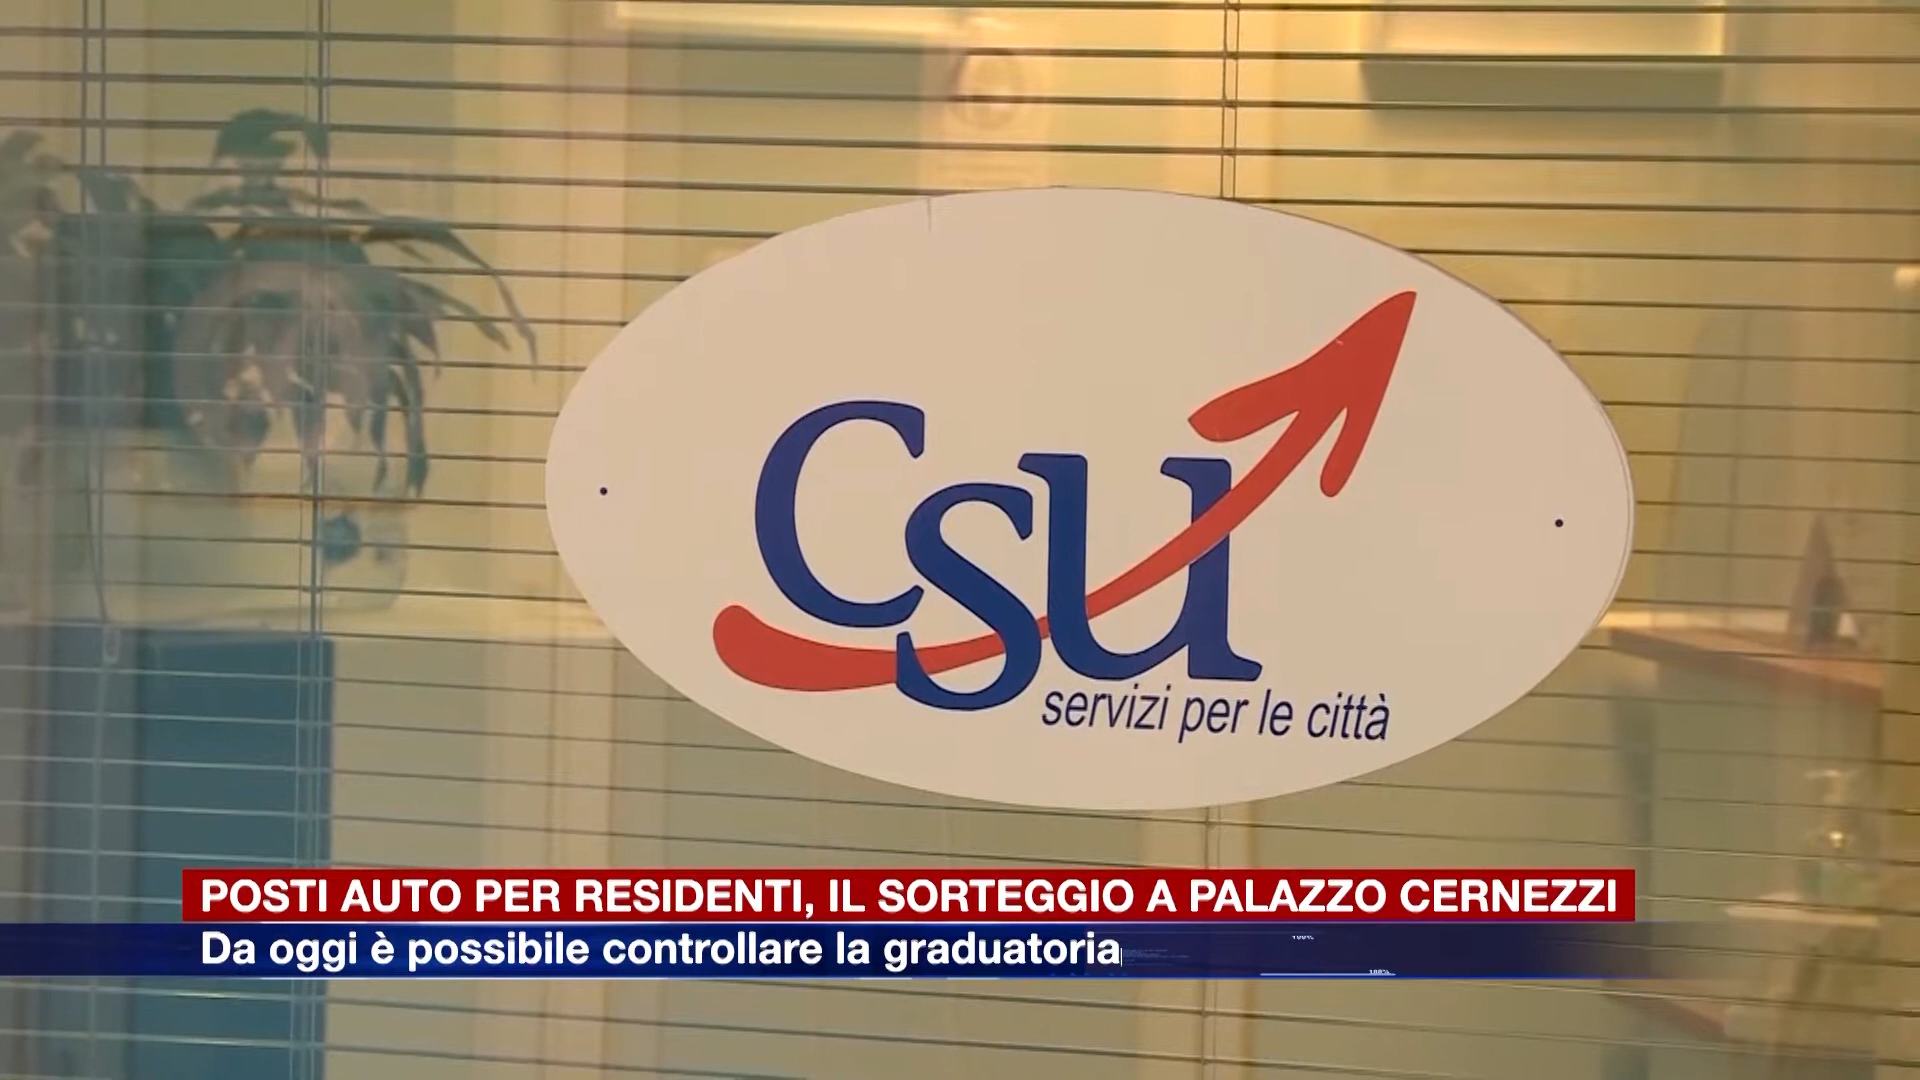 csu
servizi per le città
POSTI AUTO PER RESIDENTI, IL SORTEGGIO A PALAZZO CERNEZZI
Da oggi è possibile controllare la graduatoria
100%